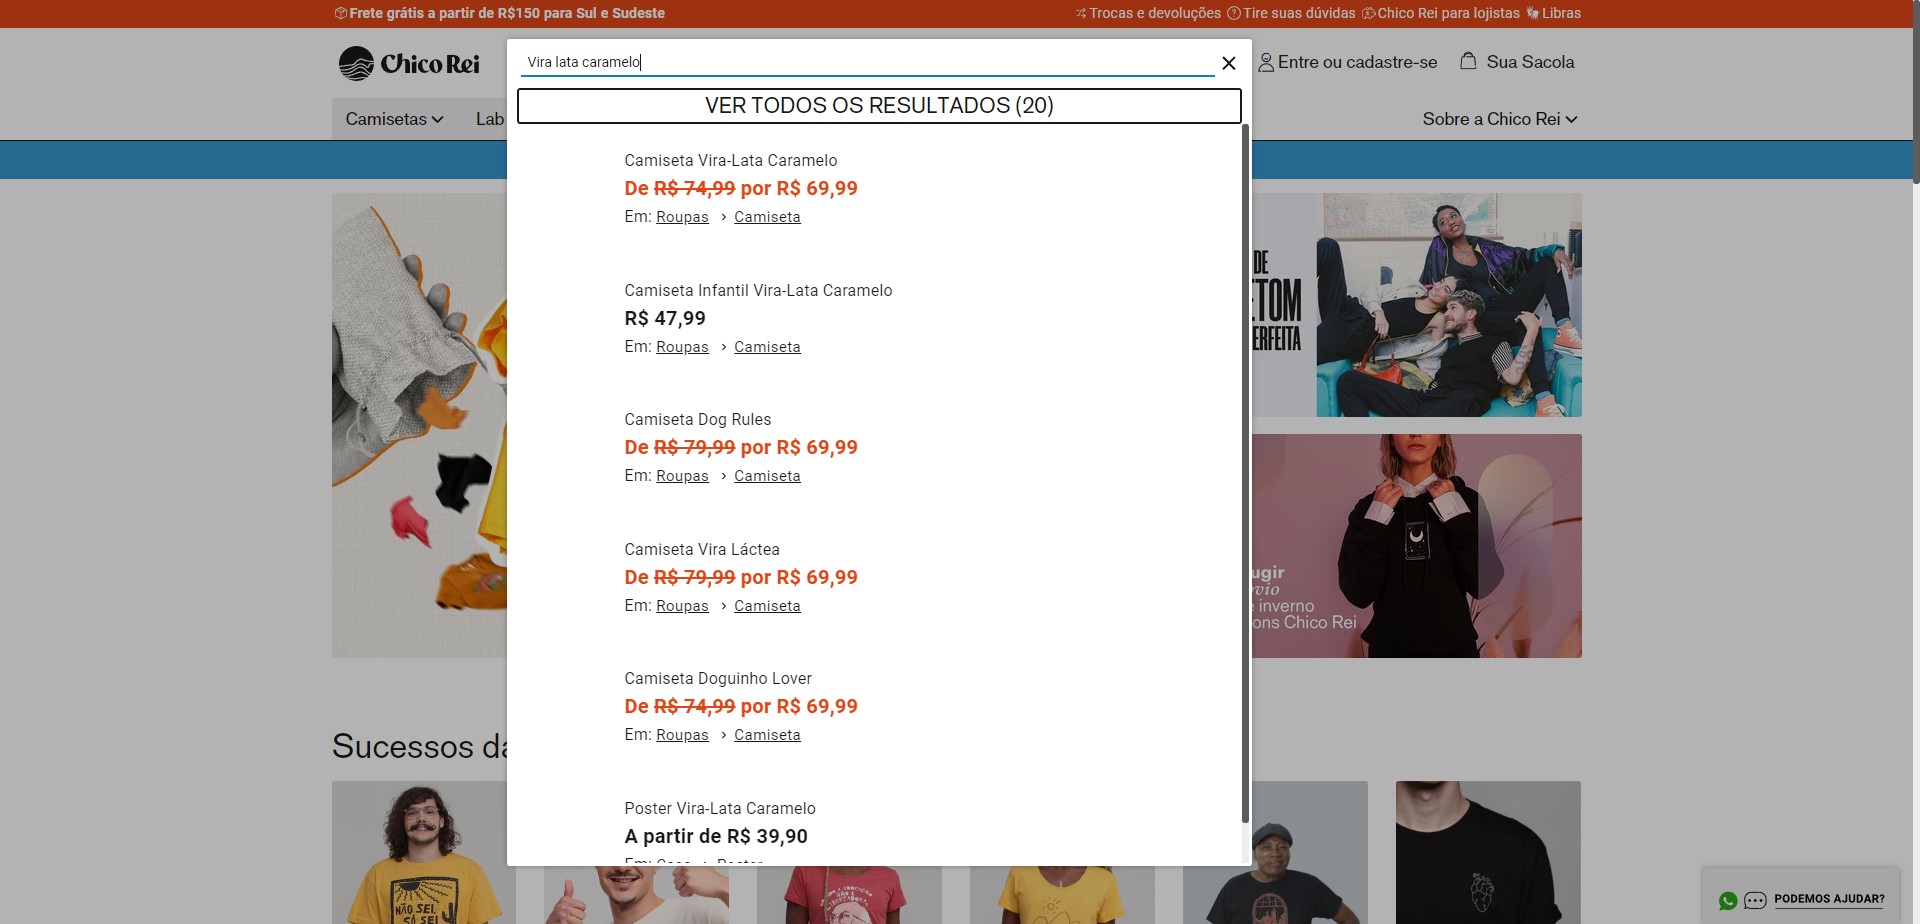 Frete grátis a partir de R$150 para Sul e Sudeste
Trocas e devoluções
Tire suas dúvidas
Chico Rei para lojistas
Libras
Chico Rei
Vira lata caramelo
Entre ou cadastre-se
Sua Sacola
VER TODOS OS RESULTADOS (20)
Camisetas
Lab
Sobre a Chico Rei
Camiseta Vira-Lata Caramelo
De R$ 74,99 por R$ 69,99
Em: Roupas › Camiseta
Camiseta Infantil Vira-Lata Caramelo
R$ 47,99
Em: Roupas › Camiseta
Camiseta Dog Rules
De R$ 79,99 por R$ 69,99
Em: Roupas › Camiseta
Camiseta Vira Láctea
De R$ 79,99 por R$ 69,99
Em: Roupas › Camiseta
Camiseta Doguinho Lover
De R$ 74,99 por R$ 69,99
Em: Roupas › Camiseta
Poster Vira-Lata Caramelo
A partir de R$ 39,90
DE
ETOM
ERFEITA
ugir
inverno
ons Chico Rei
Sucessos da
NÃO SEI,
SÓ SEI
PODEMOS AJUDAR?